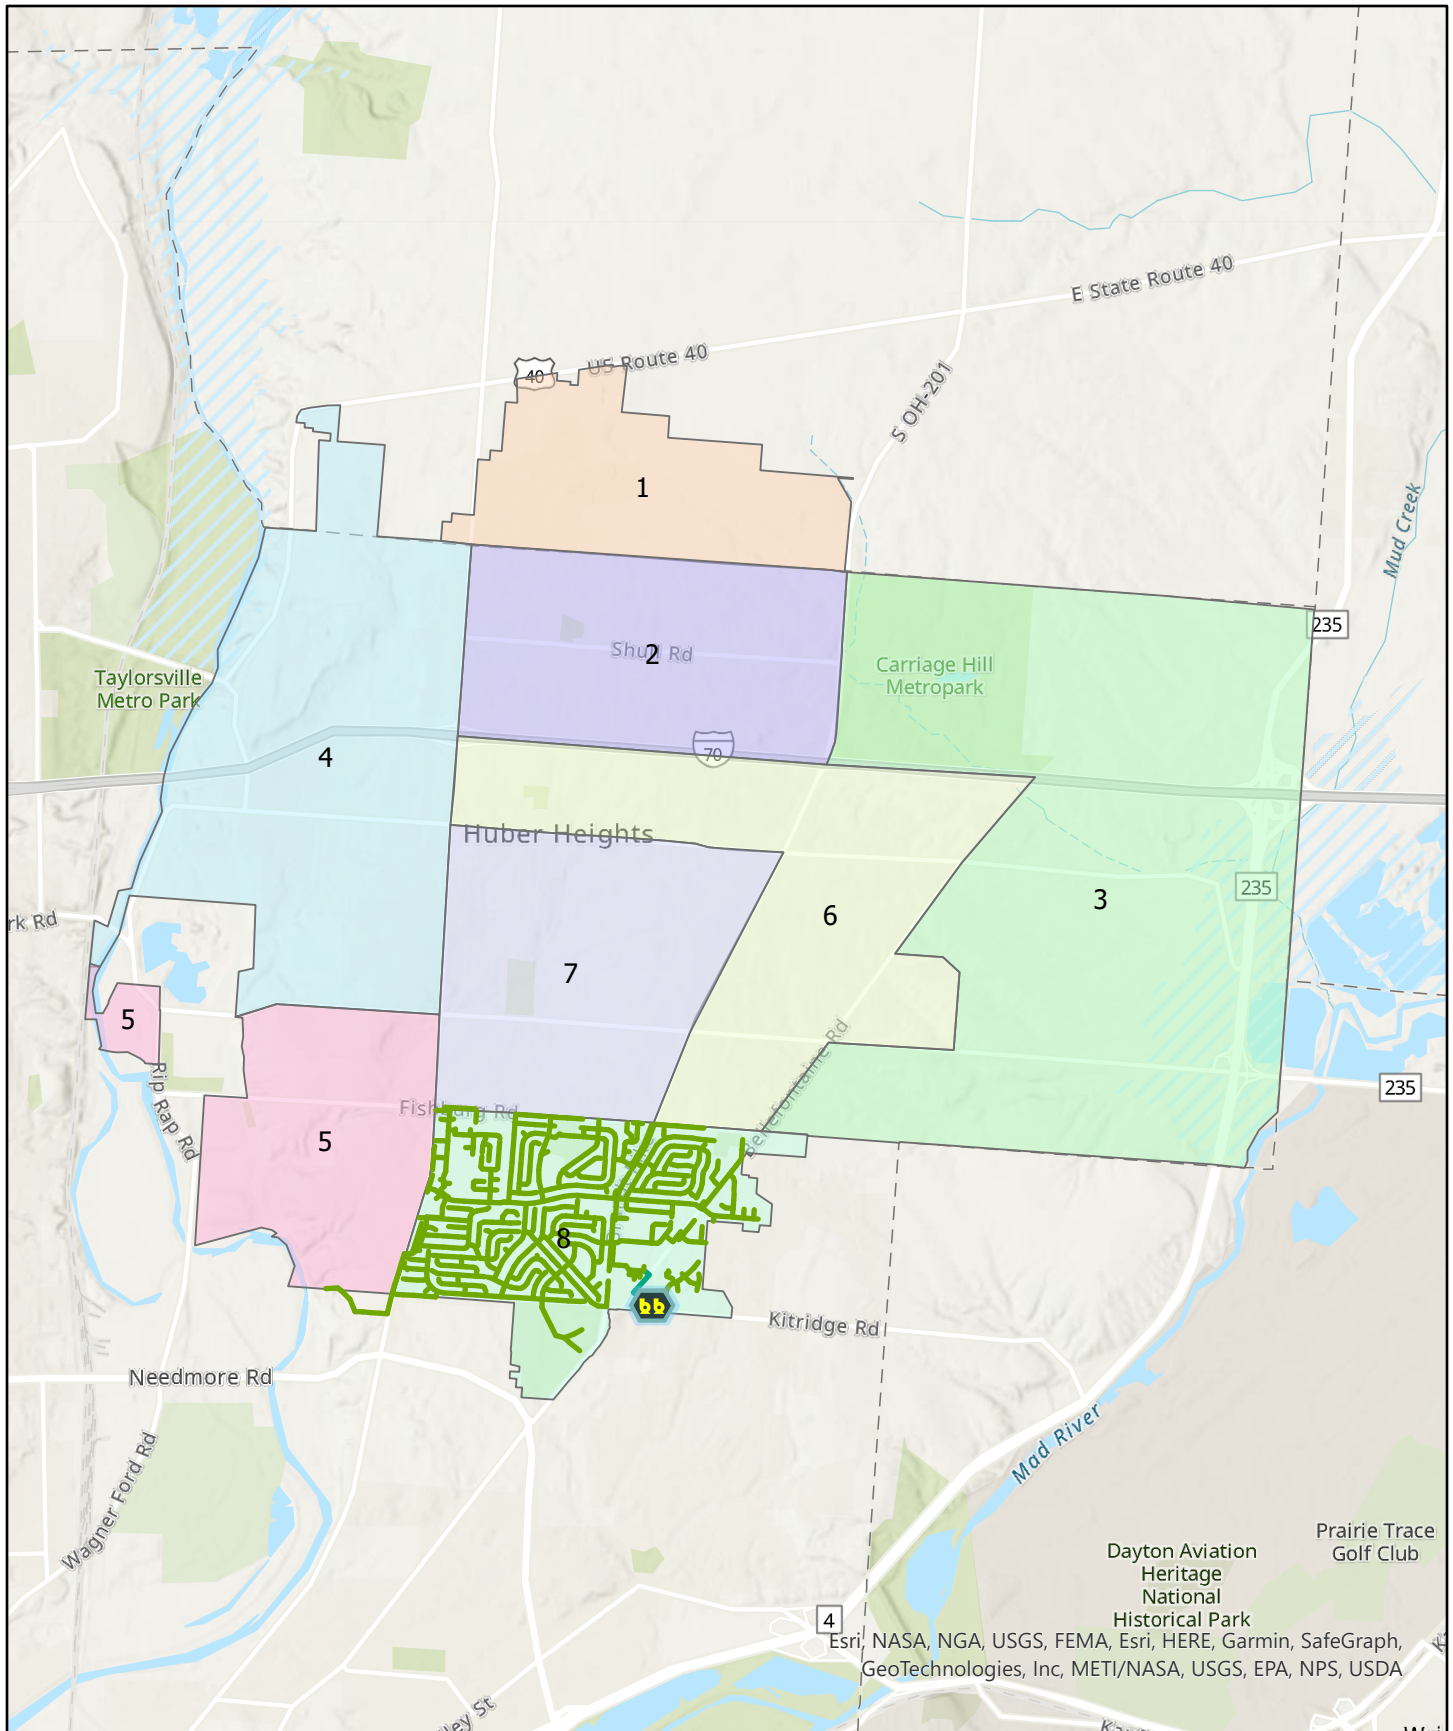 E State Route 40
US Route 40
40
S OH-201
1
Mud Creek
235
Shull Rd
2
Carriage Hill
Metropark
Taylorsville
Metro Park
4
70
Huber Heights
235
3
6
rk Rd
7
5
235
Rip Rap Rd
Bellefontaine Rd
Fishburg Rd
5
8
Kitridge Rd
Needmore Rd
Mad River
Wagner Ford Rd
Prairie Trace
Golf Club
Dayton Aviation
Heritage
National
Historical Park
4
Esri, NASA, NGA, USGS, FEMA, Esri, HERE, Garmin, SafeGraph,
GeoTechnologies, Inc, METI/NASA, USGS, EPA, NPS, USDA
lley St